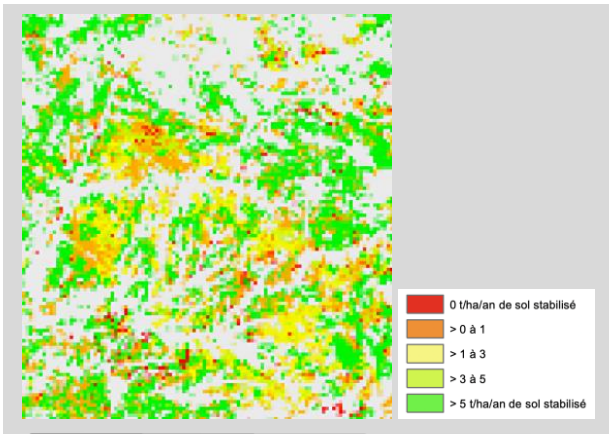 0 t/ha/an de sol stabilisé
> 0 à 1
> 1 à 3
> 3 à 5
> 5 t/ha/an de sol stabilisé